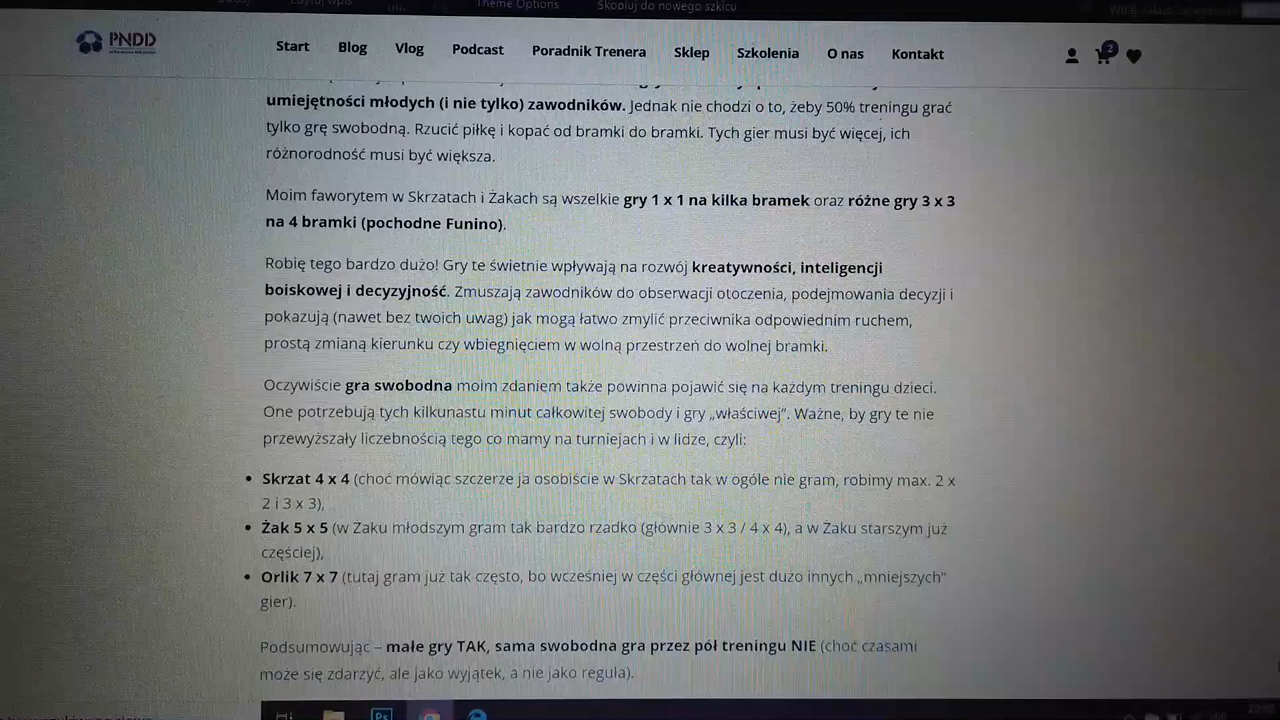 Theme Options
Skopiuj do nowego szkicu
PNDD
Start
Blog
Vlog
Podcast
Poradnik Trenera
Sklep
Szkolenia
O nas
Kontakt
2
umiejętności młodych (i nie tylko) zawodników. Jednak nie chodzi o to, żeby 50% treningu grać
tylko grę swobodną. Rzucić piłkę i kopać od bramki do bramki. Tych gier musi być więcej, ich
różnorodność musi być większa.
Moim faworytem w Skrzatach i Żakach są wszelkie gry 1 x 1 na kilka bramek oraz różne gry 3 x 3
na 4 bramki (pochodne Funino).
Robię tego bardzo dużo! Gry te świetnie wpływają na rozwój kreatywności, inteligencji
boiskowej i decyzyjność. Zmuszają zawodników do obserwacji otoczenia, podejmowania decyzji i
pokazują (nawet bez twoich uwag) jak mogą łatwo zmylić przeciwnika odpowiednim ruchem,
prostą zmianą kierunku czy wbiegnięciem w wolną przestrzeń do wolnej bramki.
Oczywiście gra swobodna moim zdaniem także powinna pojawić się na każdym treningu dzieci.
One potrzebują tych kilkunastu minut całkowitej swobody i gry „właściwej”. Ważne, by gry te nie
przewyższały liczebnością tego co mamy na turniejach i w lidze, czyli:
• Skrzat 4 x 4 (choć mówiąc szczerze ja osobiście w Skrzatach tak w ogóle nie gram, robimy max. 2 x
2 i 3 x 3),
• Żak 5 x 5 (w Żaku młodszym gram tak bardzo rzadko (głównie 3 x 3 / 4 x 4), a w Żaku starszym już
częściej),
• Orlik 7 x 7 (tutaj gram już tak często, bo wcześniej w części głównej jest dużo innych „mniejszych”
gier).
Podsumowując – małe gry TAK, sama swobodna gra przez pół treningu NIE (choć czasami
może się zdarzyć, ale jako wyjątek, a nie jako reguła).
Ps